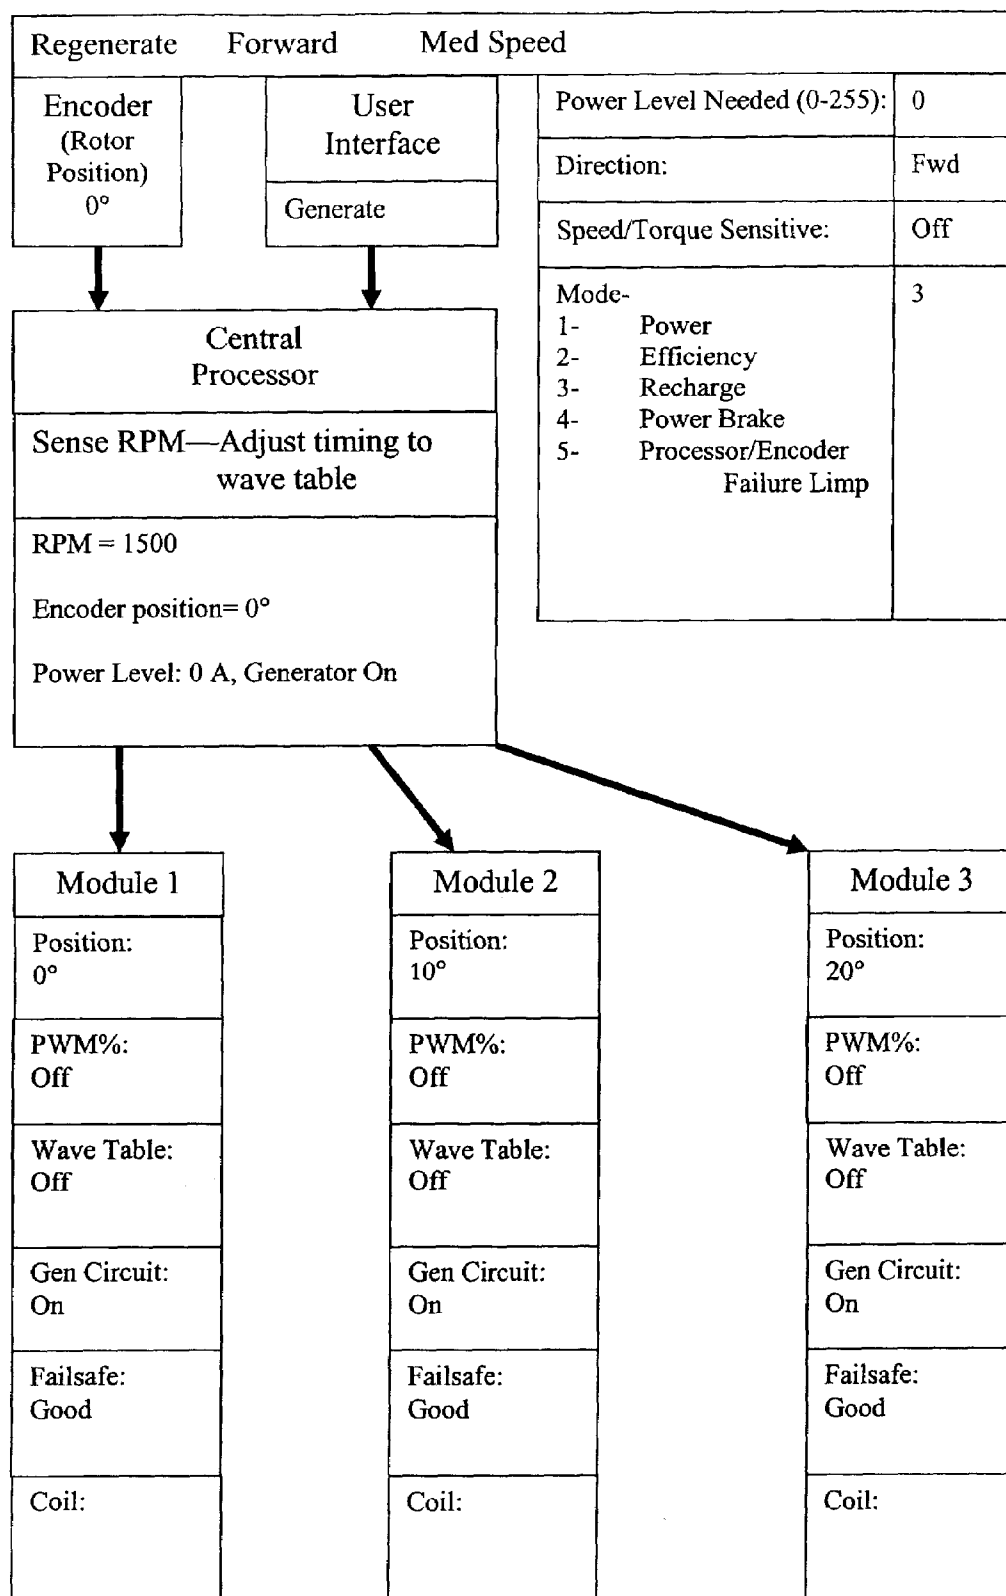 Regenerate Forward Med Speed
Encoder
(Rotor
Position)
0°
User
Interface
Generate
Power Level Needed (0-255): 0
Direction: Fwd
Speed/Torque Sensitive: Off
Mode- 3
1- Power
2- Efficiency
3- Recharge
4- Power Brake
5- Processor/Encoder
Failure Limp
Central
Processor
Sense RPM—Adjust timing to
wave table
RPM = 1500
Encoder position= 0°
Power Level: 0 A, Generator On
Module 1
Position:
0°
PWM%:
Off
Wave Table:
Off
Gen Circuit:
On
Failsafe:
Good
Coil:
Module 2
Position:
10°
PWM%:
Off
Wave Table:
Off
Gen Circuit:
On
Failsafe:
Good
Coil:
Module 3
Position:
20°
PWM%:
Off
Wave Table:
Off
Gen Circuit:
On
Failsafe:
Good
Coil: